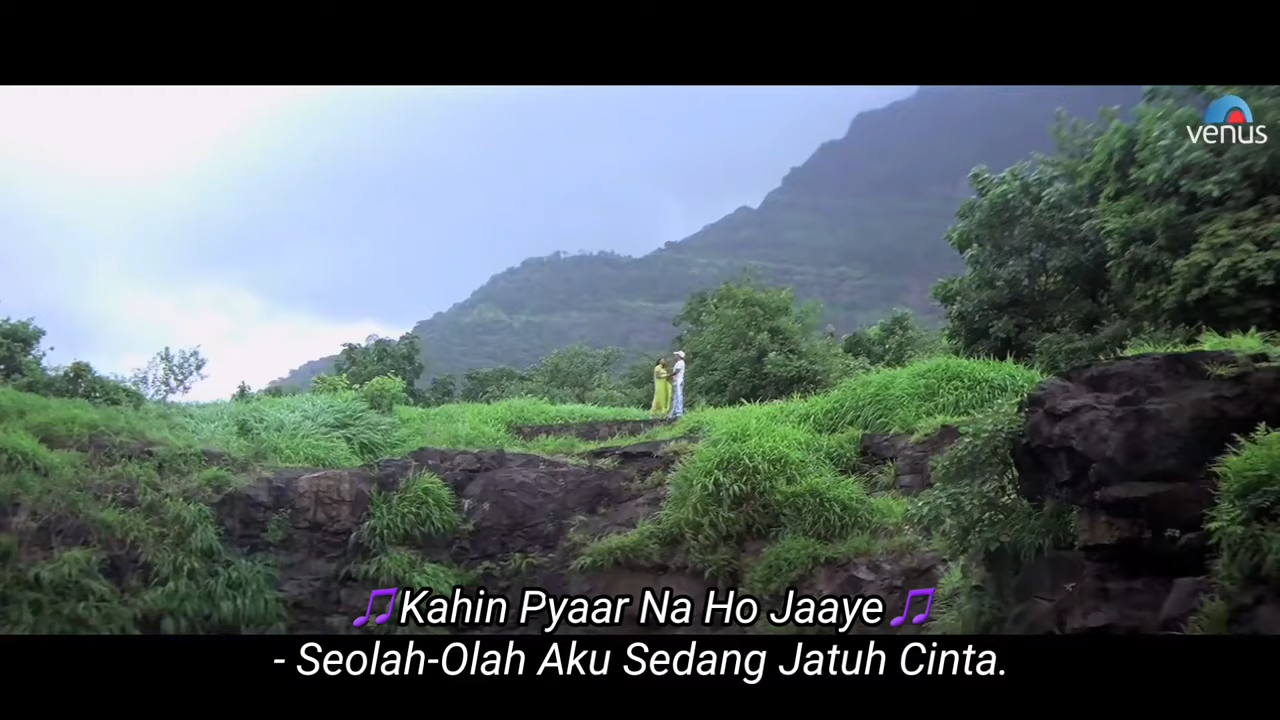 venus
🎵Kahin Pyaar Na Ho Jaaye🎵
- Seolah-Olah Aku Sedang Jatuh Cinta.